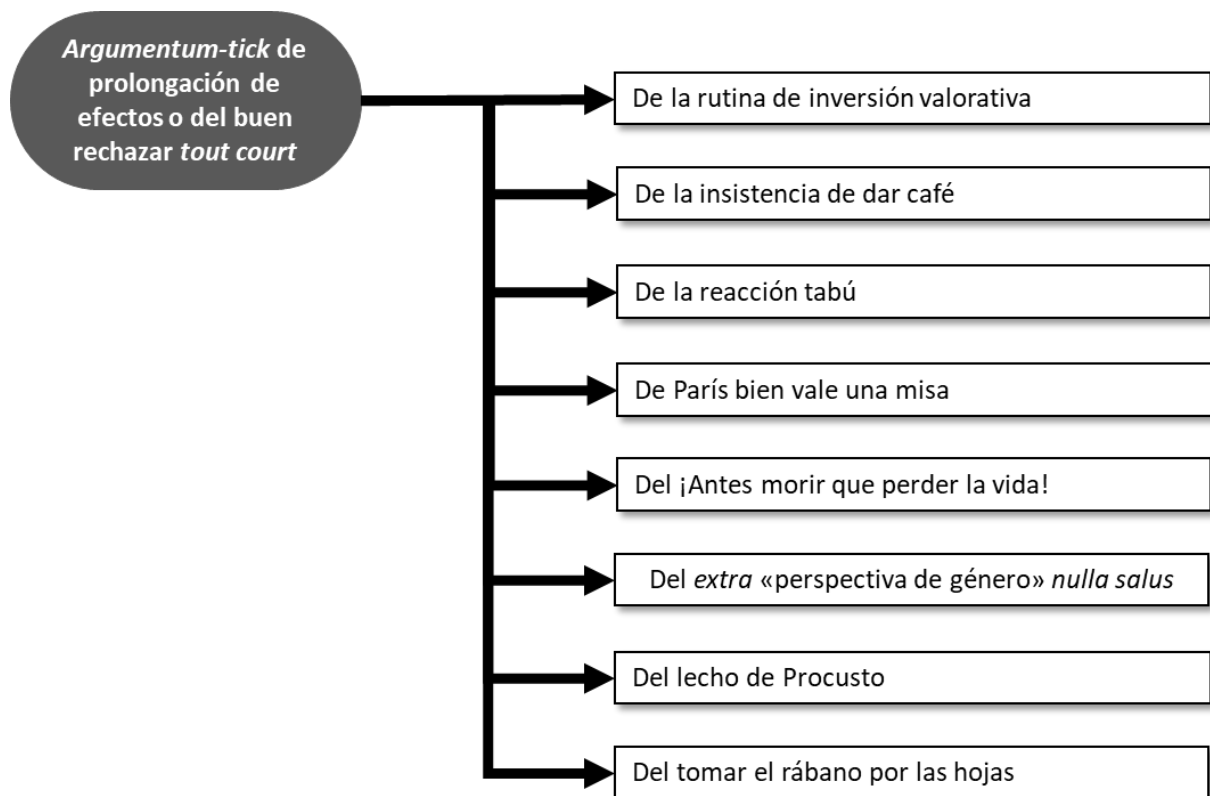 Argumentum-tick de
prolongación de
efectos o del buen
rechazar tout court
De la rutina de inversión valorativa
De la insistencia de dar café
De la reacción tabú
De París bien vale una misa
Del ¡Antes morir que perder la vida!
Del extra «perspectiva de género» nulla salus
Del lecho de Procusto
Del tomar el rábano por las hojas